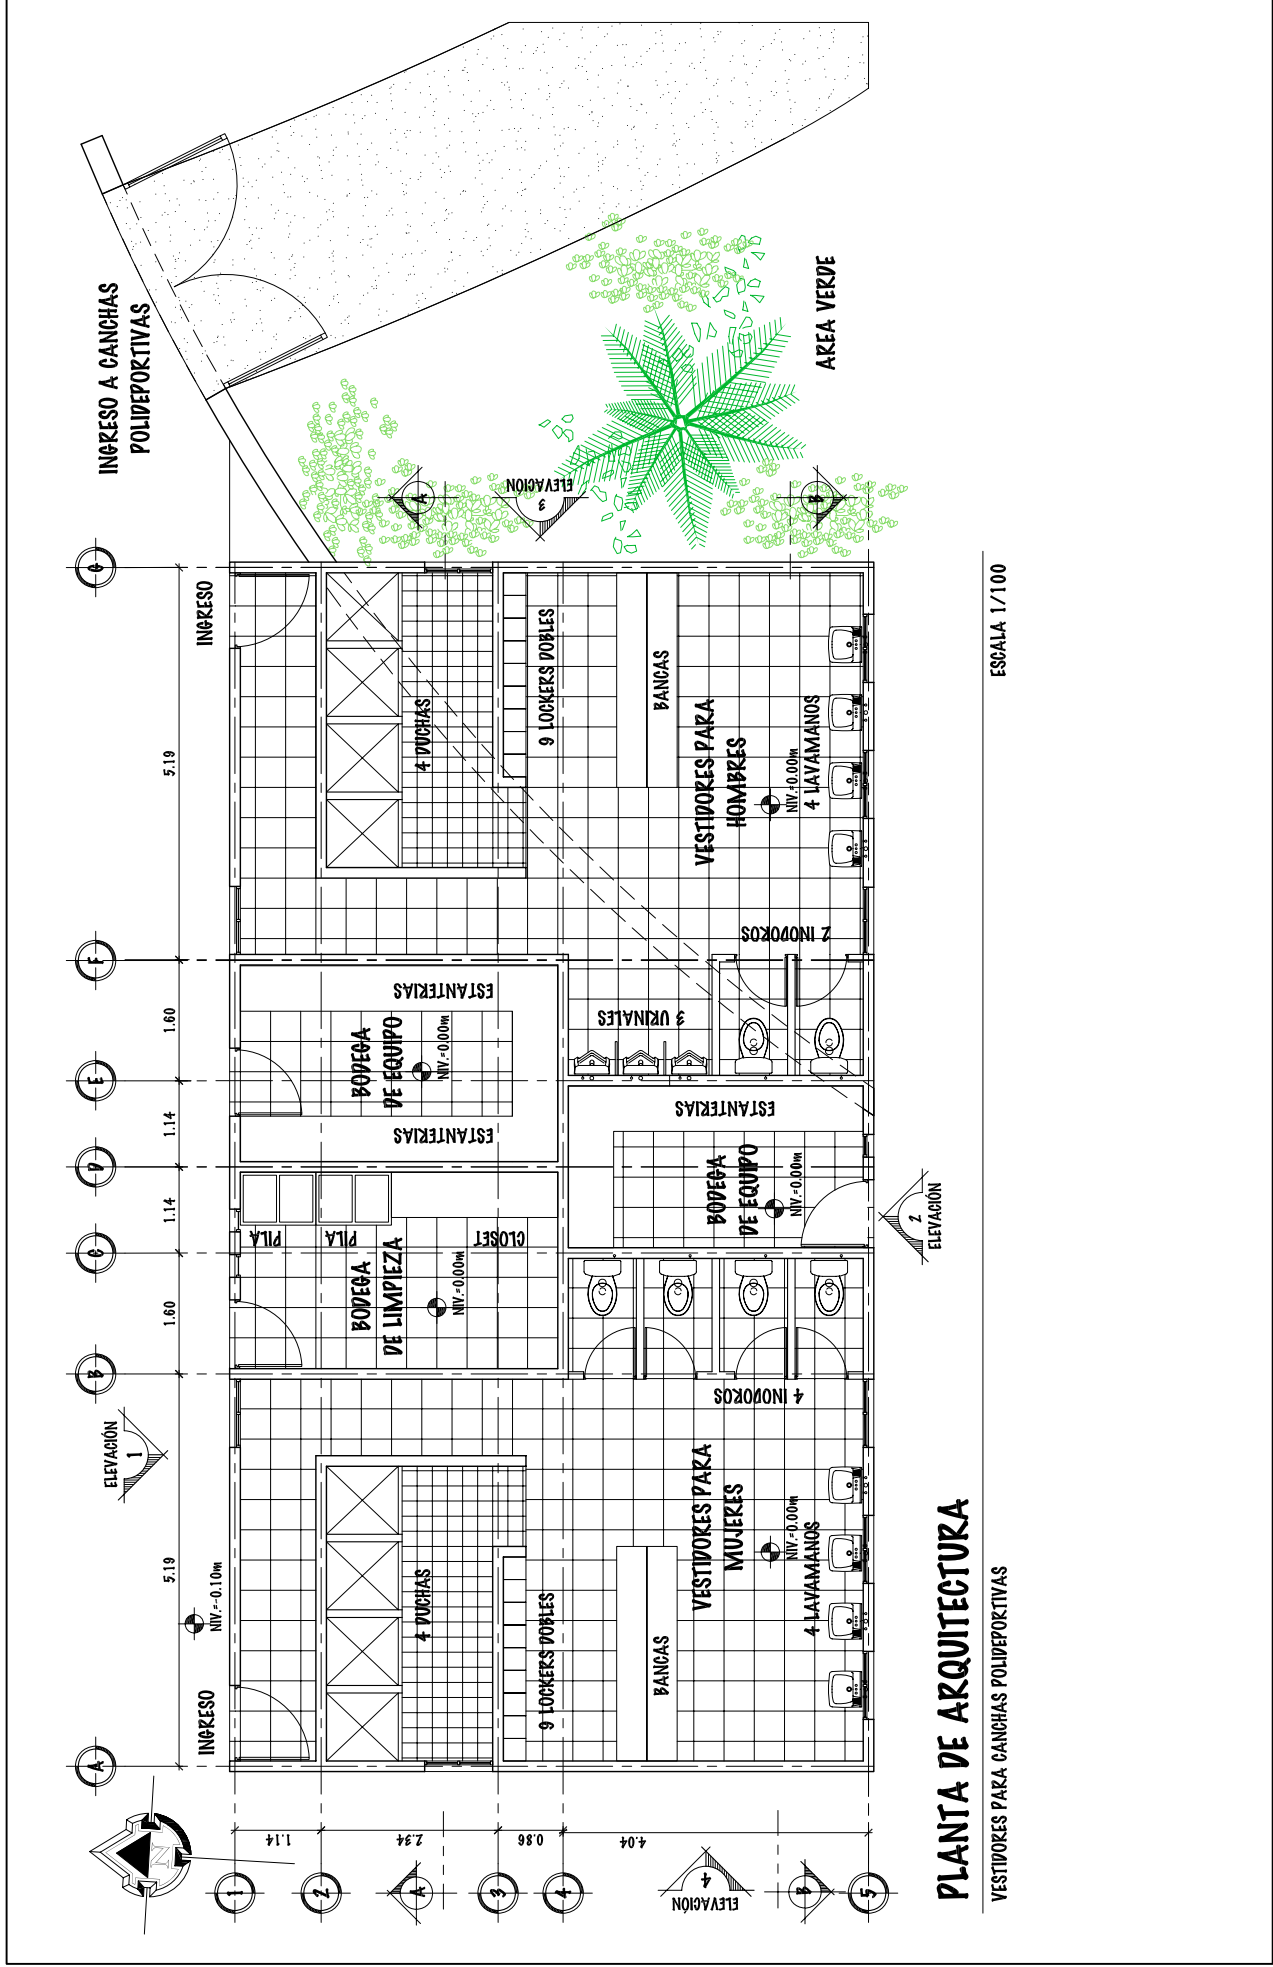 INGRESO A CANCHAS
POLIDEPORTIVAS
AREA VERDE
A
B
C
D
E
F
G
5.19
1.60
1.14
1.14
1.60
5.19
1
2
3
4
5
1.14
2.34
0.86
4.04
N
ELEVACIÓN
1
ELEVACIÓN
2
ELEVACIÓN
3
ELEVACIÓN
4
A
A
B
B
NIV.=-0.10m
INGRESO
INGRESO
4 DUCHAS
9 LOCKERS DOBLES
BANCAS
VESTIDORES PARA
MUJERES
NIV.=0.00m
4 LAVAMANOS
4 INODOROS
BODEGA
DE LIMPIEZA
NIV.=0.00m
PILA
PILA
CLOSET
BODEGA
DE EQUIPO
NIV.=0.00m
ESTANTERIAS
ESTANTERIAS
BODEGA
DE EQUIPO
NIV.=0.00m
ESTANTERIAS
3 URINALES
2 INODOROS
4 DUCHAS
9 LOCKERS DOBLES
BANCAS
VESTIDORES PARA
HOMBRES
NIV.=0.00m
4 LAVAMANOS
PLANTA DE ARQUITECTURA
VESTIDORES PARA CANCHAS POLIDEPORTIVAS
ESCALA 1/100